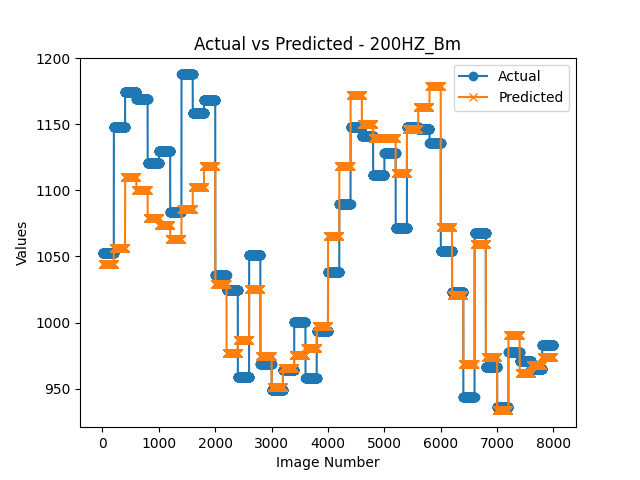 Actual vs Predicted - 200HZ_Bm
Actual
Predicted
Values
1200
1150
1100
1050
1000
950
0 1000 2000 3000 4000 5000 6000 7000 8000
Image Number